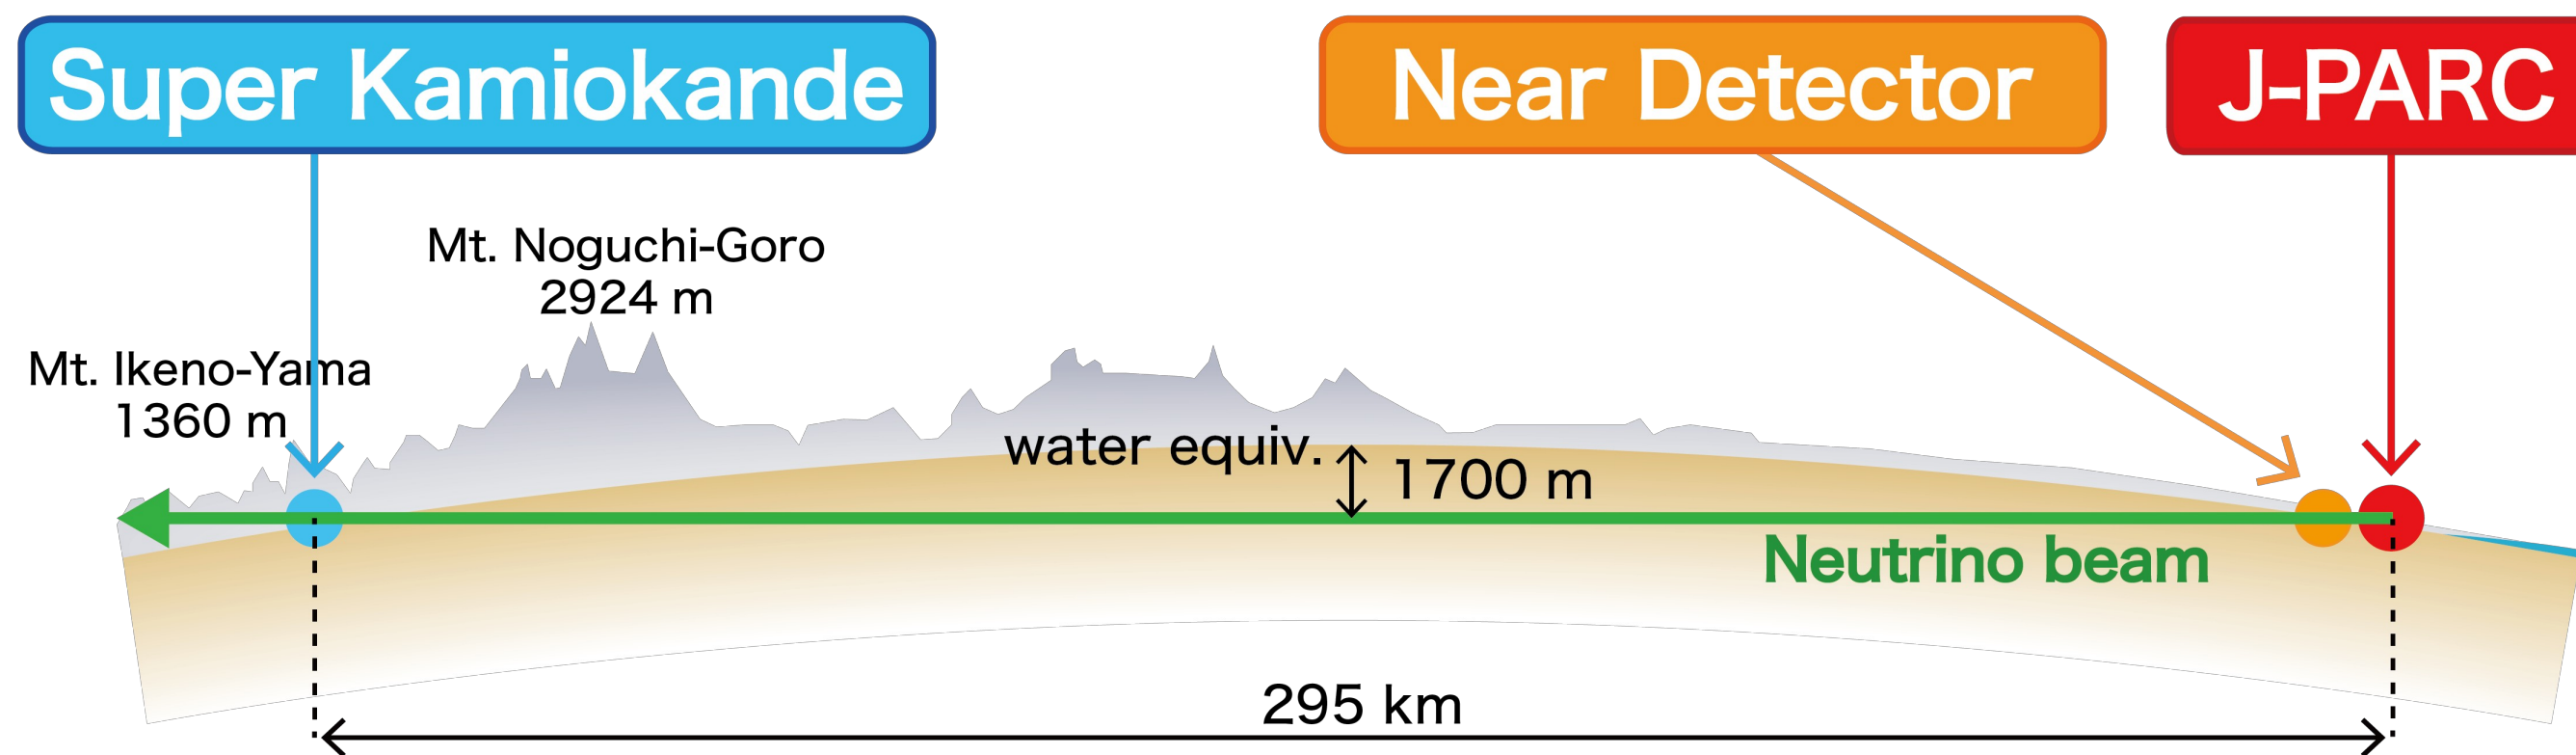 Super Kamiokande
Near Detector
J-PARC
Mt. Noguchi-Goro
2924 m
Mt. Ikeno-Yama
1360 m
water equiv.
1700 m
Neutrino beam
295 km